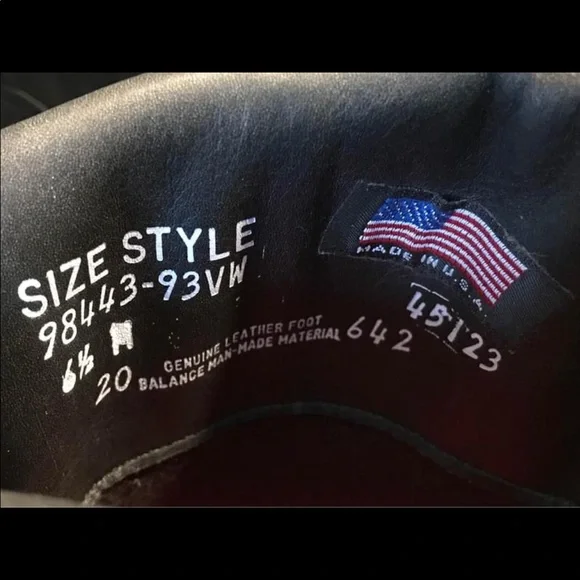 SIZE STYLE
98443-93VW
6½ M
20
GENUINE LEATHER FOOT
BALANCE MAN-MADE MATERIAL
642
45123
MADE IN U.S.A.